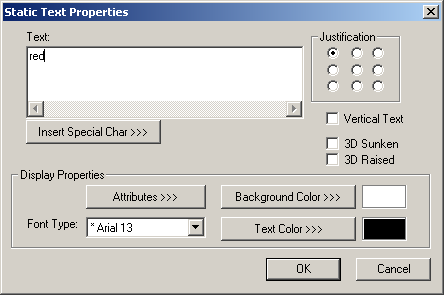 Static Text Properties
Text:
Justification
red
Insert Special Char >>>
Vertical Text
3D Sunken
3D Raised
Display Properties
Attributes >>>
Background Color >>>
Font Type:
* Arial 13
Text Color >>>
OK
Cancel